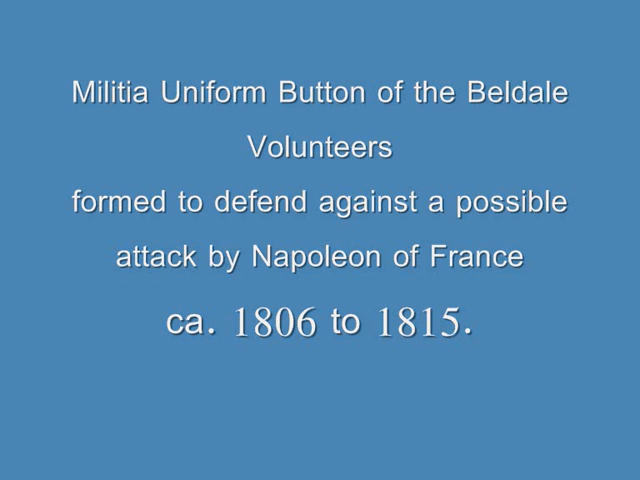 Militia Uniform Button of the Beldale
Volunteers
formed to defend against a possible
attack by Napoleon of France
ca. 1806 to 1815.